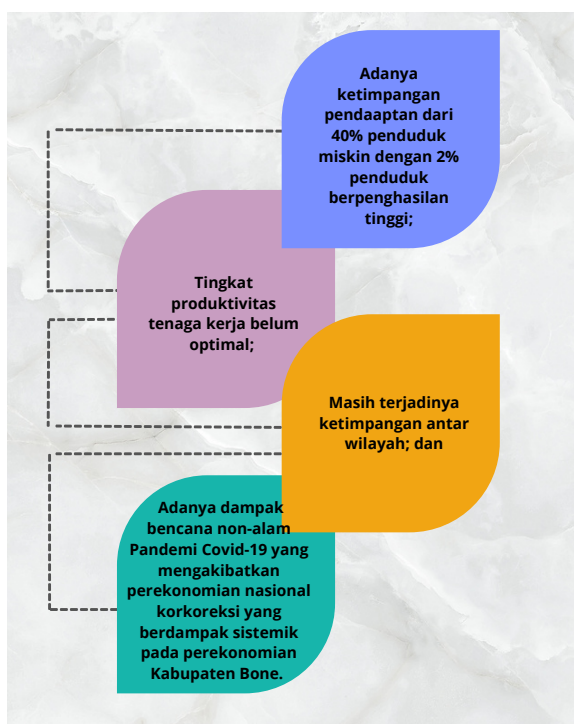 Adanya
ketimpangan
pendaaptan dari
40% penduduk
miskin dengan 2%
penduduk
berpenghasilan
tinggi;
Tingkat
produktivitas
tenaga kerja belum
optimal;
Masih terjadinya
ketimpangan antar
wilayah; dan
Adanya dampak
bencana non-alam
Pandemi Covid-19 yang
mengakibatkan
perekonomian nasional
korkoreksi yang
berdampak sistemik
pada perekonomian
Kabupaten Bone.